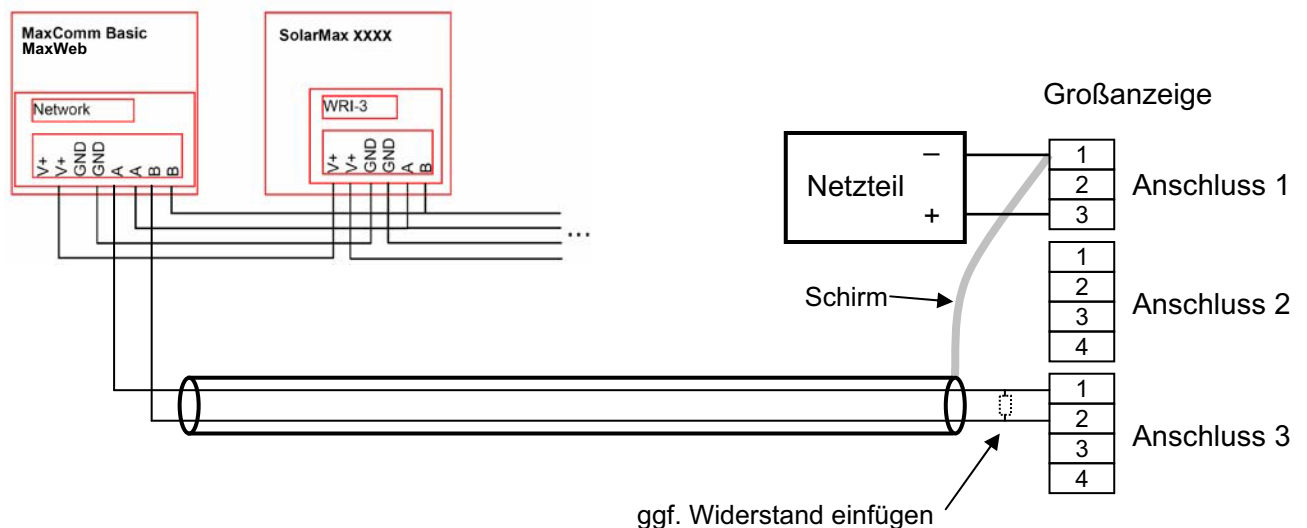 MaxComm Basic
MaxWeb
Network
V+ V+ GND GND A A B B
SolarMax XXXX
WRI-3
V+ V+ GND GND A B
...
Großanzeige
Netzteil
–
+
1
2
3
Anschluss 1
1
2
3
4
Anschluss 2
Schirm
1
2
3
4
Anschluss 3
ggf. Widerstand einfügen